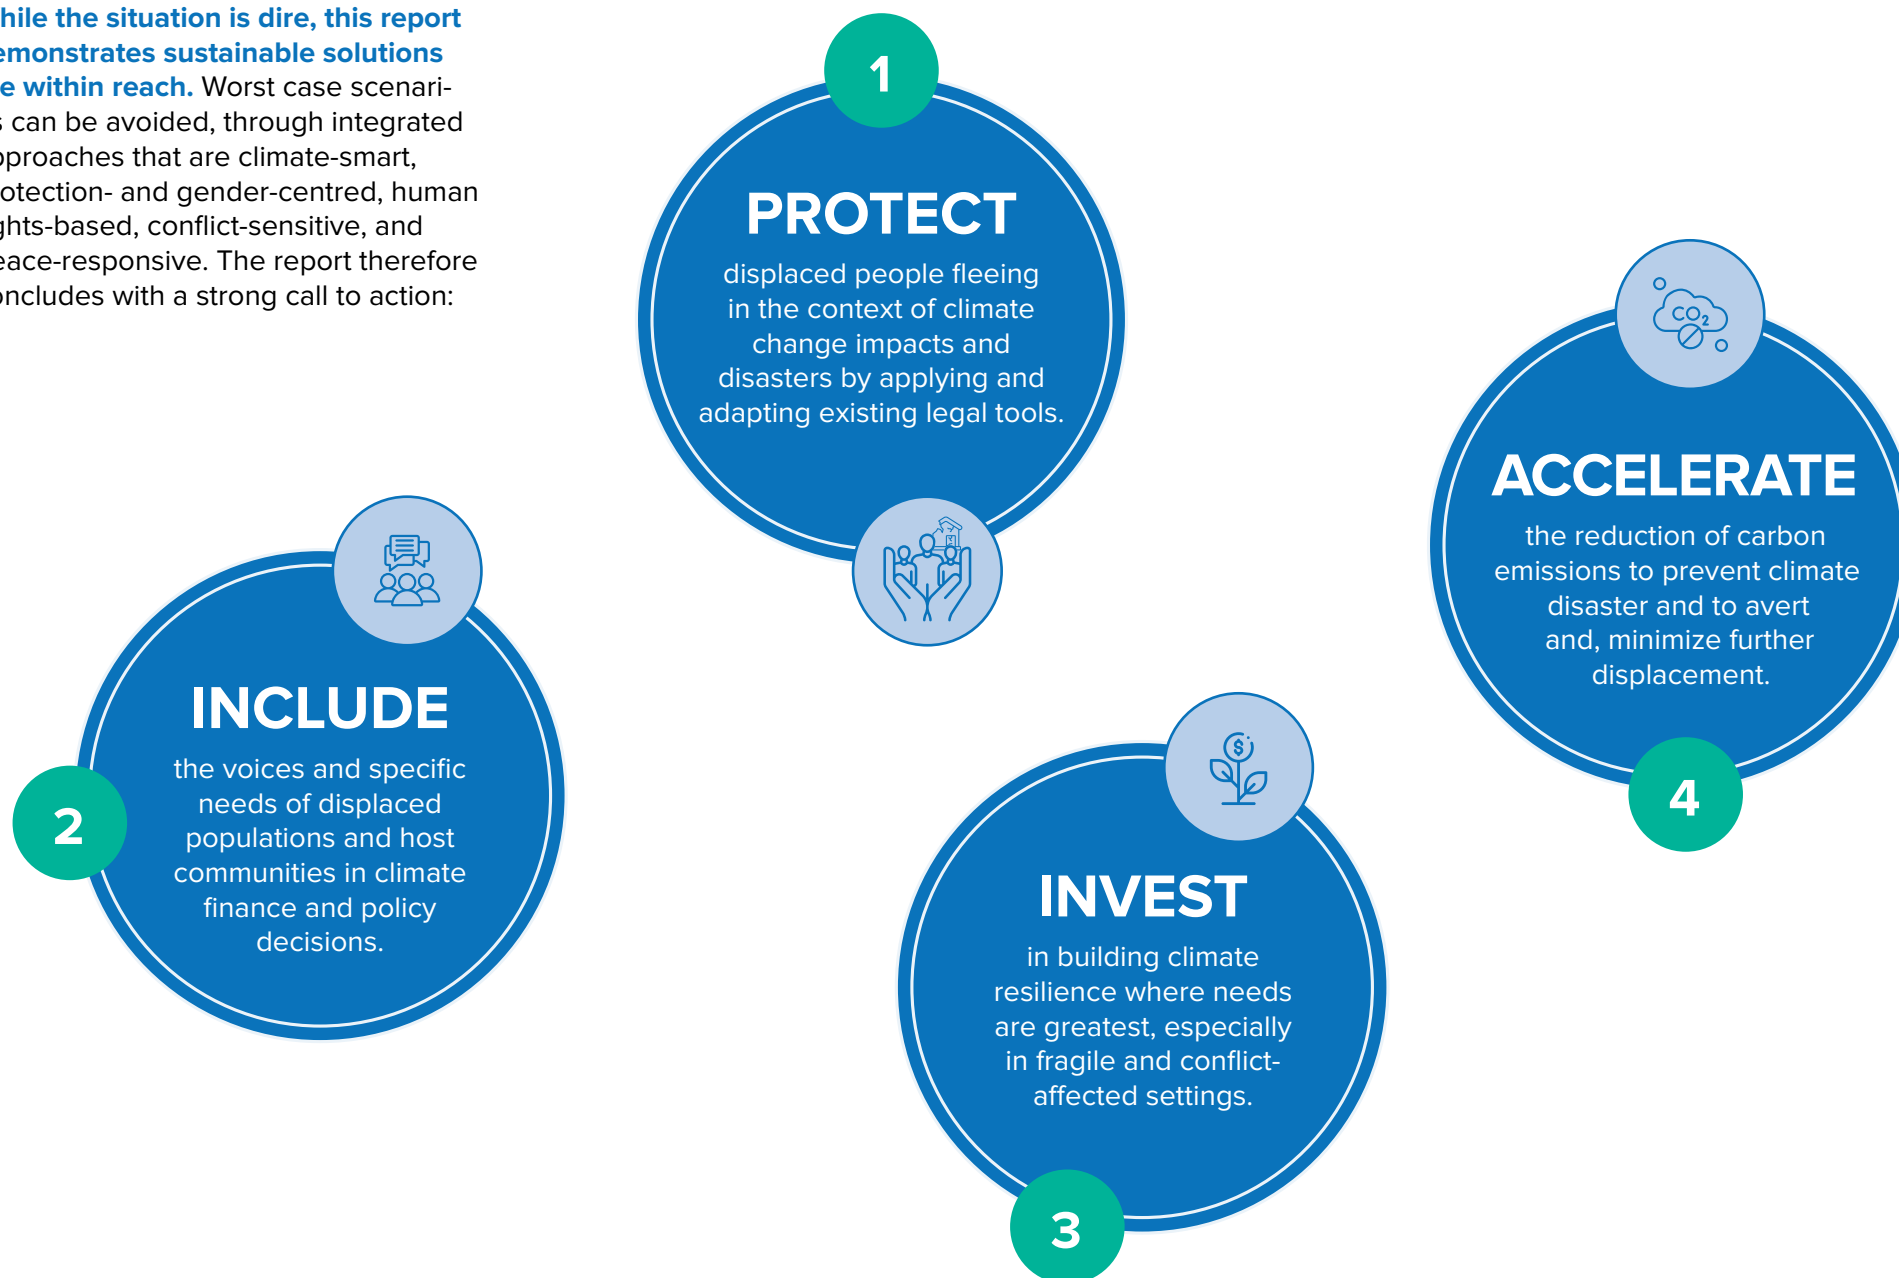 hile the situation is dire, this report
emonstrates sustainable solutions
e within reach. Worst case scenari-
s can be avoided, through integrated
pproaches that are climate-smart,
otection- and gender-centred, human
ghts-based, conflict-sensitive, and
eace-responsive. The report therefore
oncludes with a strong call to action:
1
PROTECT
displaced people fleeing
in the context of climate
change impacts and
disasters by applying and
adapting existing legal tools.
2
INCLUDE
the voices and specific
needs of displaced
populations and host
communities in climate
finance and policy
decisions.
3
INVEST
in building climate
resilience where needs
are greatest, especially
in fragile and conflict-
affected settings.
$
4
ACCELERATE
the reduction of carbon
emissions to prevent climate
disaster and to avert
and, minimize further
displacement.
CO2